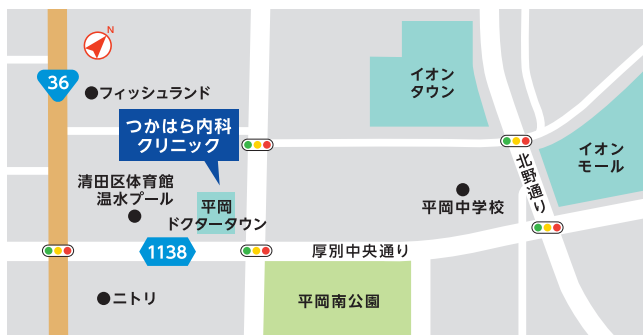 N
36
フィッシュランド
イオン
タウン
つかはら内科
クリニック
イオン
モール
北野通り
清田区体育館
温水プール
平岡
ドクタータウン
平岡中学校
1138
厚別中央通り
ニトリ
平岡南公園